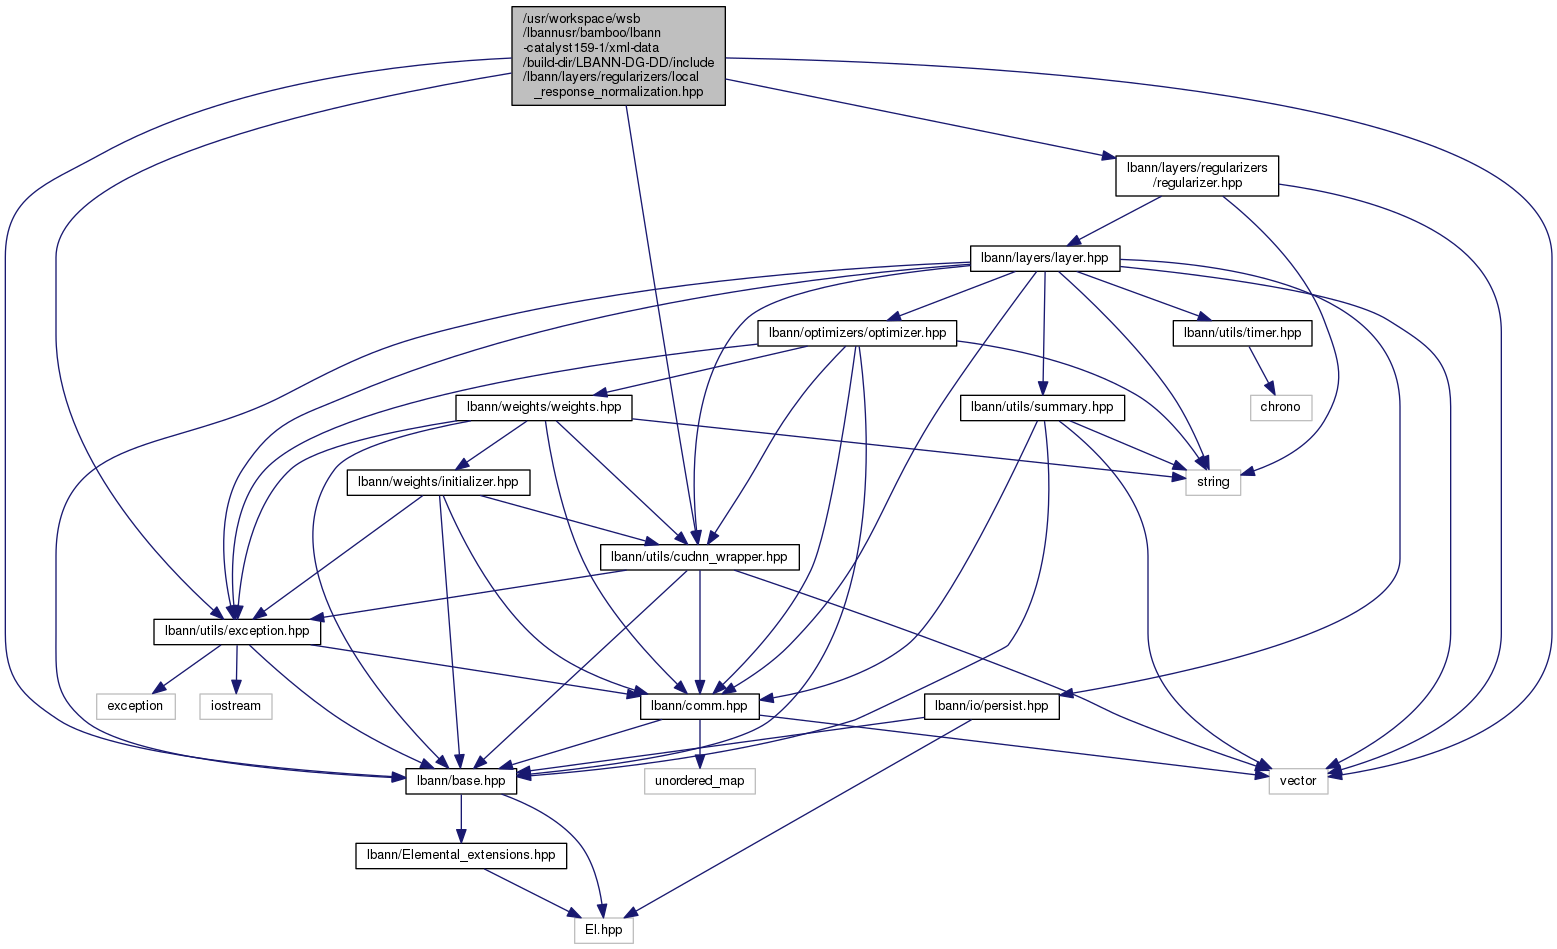 /usr/workspace/wsb
/lbannusr/bamboo/lbann
-catalyst159-1/xml-data
/build-dir/LBANN-DG-DD/include
/lbann/layers/regularizers/local
_response_normalization.hpp
lbann/layers/regularizers
/regularizer.hpp
lbann/layers/layer.hpp
lbann/optimizers/optimizer.hpp
lbann/utils/timer.hpp
lbann/weights/weights.hpp
lbann/utils/summary.hpp
chrono
lbann/weights/initializer.hpp
string
lbann/utils/cudnn_wrapper.hpp
lbann/utils/exception.hpp
exception
iostream
lbann/comm.hpp
lbann/io/persist.hpp
lbann/base.hpp
unordered_map
vector
lbann/Elemental_extensions.hpp
El.hpp